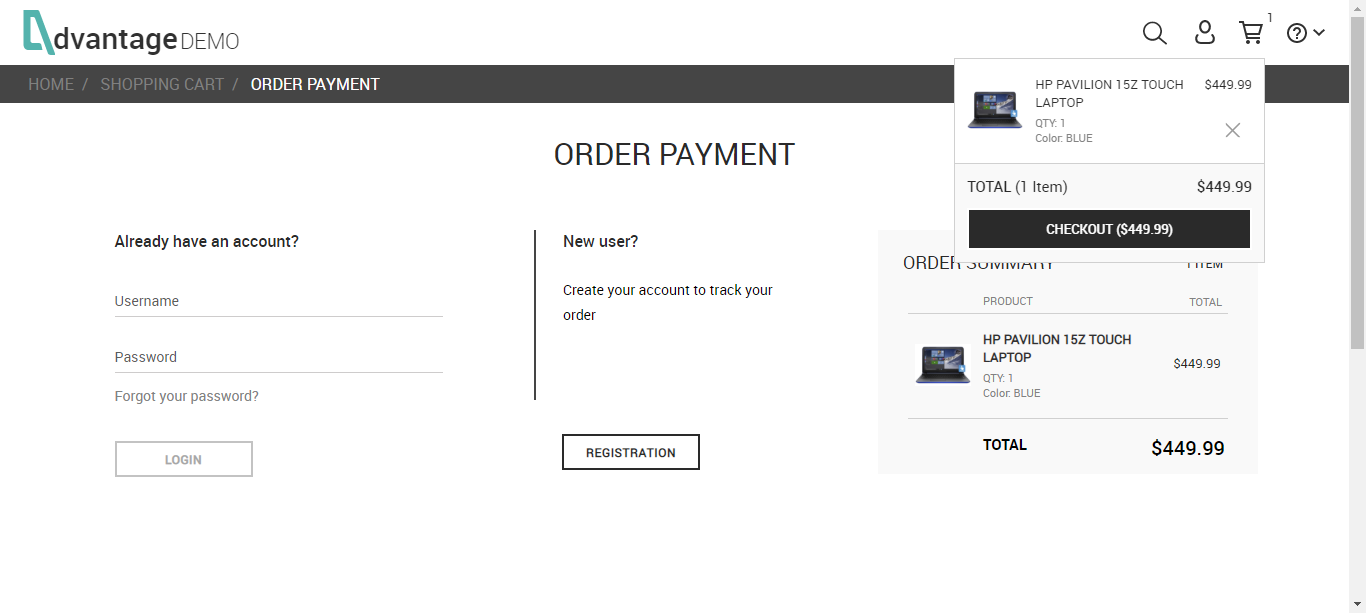 dvantage DEMO
1
HOME / SHOPPING CART / ORDER PAYMENT
HP PAVILION 15Z TOUCH LAPTOP $449.99
QTY: 1
Color: BLUE
TOTAL (1 Item) $449.99
CHECKOUT ($449.99)
ORDER PAYMENT
Already have an account?
Username
Password
Forgot your password?
LOGIN
New user?
Create your account to track your
order
REGISTRATION
ORDER SUMMARY 1 ITEM
PRODUCT TOTAL
HP PAVILION 15Z TOUCH
LAPTOP
$449.99
QTY: 1
Color: BLUE
TOTAL $449.99